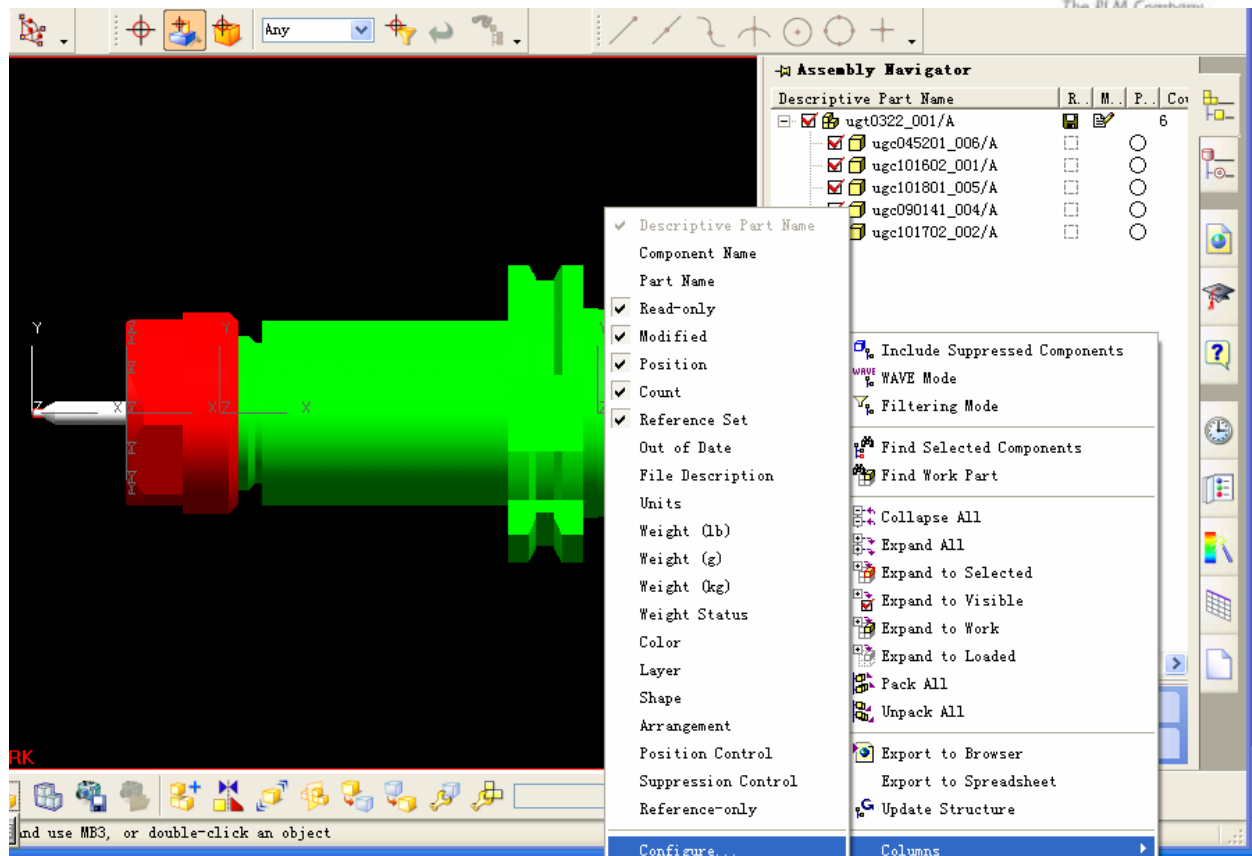 The PLM Company
Any
Assembly Navigator
Descriptive Part Name R.. M.. P.. Cou
ugt0322_001/A 6
ugc045201_006/A
ugc101602_001/A
ugc101801_005/A
ugc090141_004/A
ugc101702_002/A
Descriptive Part Name
Component Name
Part Name
Read-only
Modified
Position
Count
Reference Set
Out of Date
File Description
Units
Weight (lb)
Weight (g)
Weight (kg)
Weight Status
Color
Layer
Shape
Arrangement
Position Control
Suppression Control
Reference-only
Configure...
Include Suppressed Components
WAVE Mode
Filtering Mode
Find Selected Components
Find Work Part
Collapse All
Expand All
Expand to Selected
Expand to Visible
Expand to Work
Expand to Loaded
Pack All
Unpack All
Export to Browser
Export to Spreadsheet
Update Structure
Columns
Y
Z
X
Y
X
Z
X
RK
and use MB3, or double-click an object